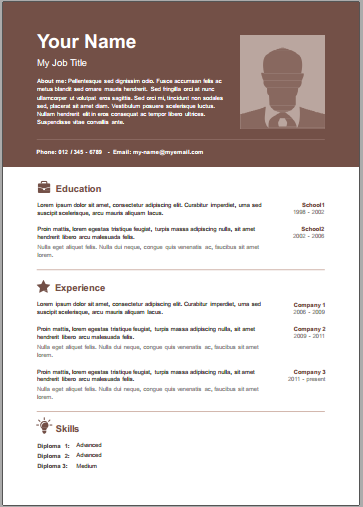 Your Name
My Job Title
About me: Pellentesque sed dignissim odio. Fusce accumsan felis ac
mos vestibulum urna fermentum. Sed fringilla orci at nunc
ullamcorper ut volutpat eros sagittis. Sed orci mi, tincidunt non sodales
sed, placerat sit amet diam. Vestibulum sed purus scelerisque luctus.
Nullam hendrerit elit in eros consequat ac tempor libero ultrices.
Suspendisse vitae convallis ante.
Phone: 012 / 345 - 6789 - Email: my-name@myemail.com
Education
Lorem ipsum dolor sit amet, consectetur adipiscing elit. Curabitur imperdiet, urna sed School1
suscipit scelerisque, arcu mauris aliquam lacus. 1998 - 2002
Proin mattis, lorem egestas tristique feugiat, turpis massa adipiscing nulla, sit amet School2
hendrerit libero arcu malesuada felis. 2002 - 2006
Nulla eget aliquet felis. Nulla dui neque, congue quis venenatis ac, faucibus sit amet
lorem.
Experience
Lorem ipsum dolor sit amet, consectetur adipiscing elit. Curabitur imperdiet, urna sed Company 1
suscipit scelerisque, arcu mauris aliquam lacus. 2006 - 2009
Proin mattis, lorem egestas tristique feugiat, turpis massa adipiscing nulla, sit amet Company 2
hendrerit libero arcu malesuada felis. 2009 - 2011
Nulla eget aliquet felis. Nulla dui neque, congue quis venenatis ac, faucibus sit amet
lorem.
Proin mattis, lorem egestas tristique feugiat, turpis massa adipiscing nulla, sit amet Company 3
hendrerit libero arcu malesuada felis. 2011 - present
Nulla eget aliquet felis. Nulla dui neque, congue quis venenatis ac, faucibus sit amet
lorem.
Skills
Diploma 1: Advanced
Diploma 2: Advanced
Diploma 3: Medium